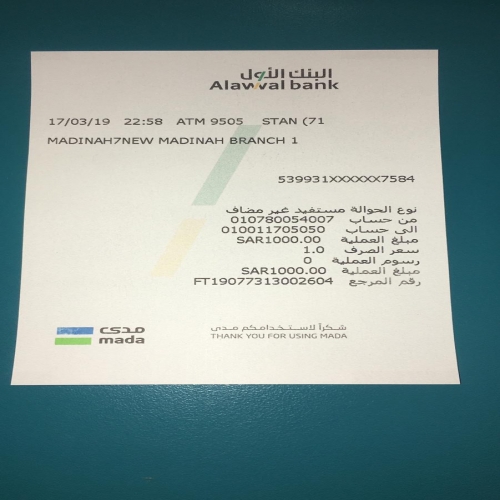 البنك الأول
Alawwal bank
17/03/19 22:58 ATM 9505 STAN (71
MADINAH7NEW MADINAH BRANCH 1
539931XXXXXX7584
نوع الحوالة مستفيد غير مضاف
من حساب 010780054007
الى حساب 010011705050
مبلغ العملية SAR1000.00
سعر الصرف 1.0
رسوم العملية 0
مبلغ العملية SAR1000.00
رقم المرجع FT19077313002604
مدى
mada
شكراً لاستخدامكم مدى
THANK YOU FOR USING MADA